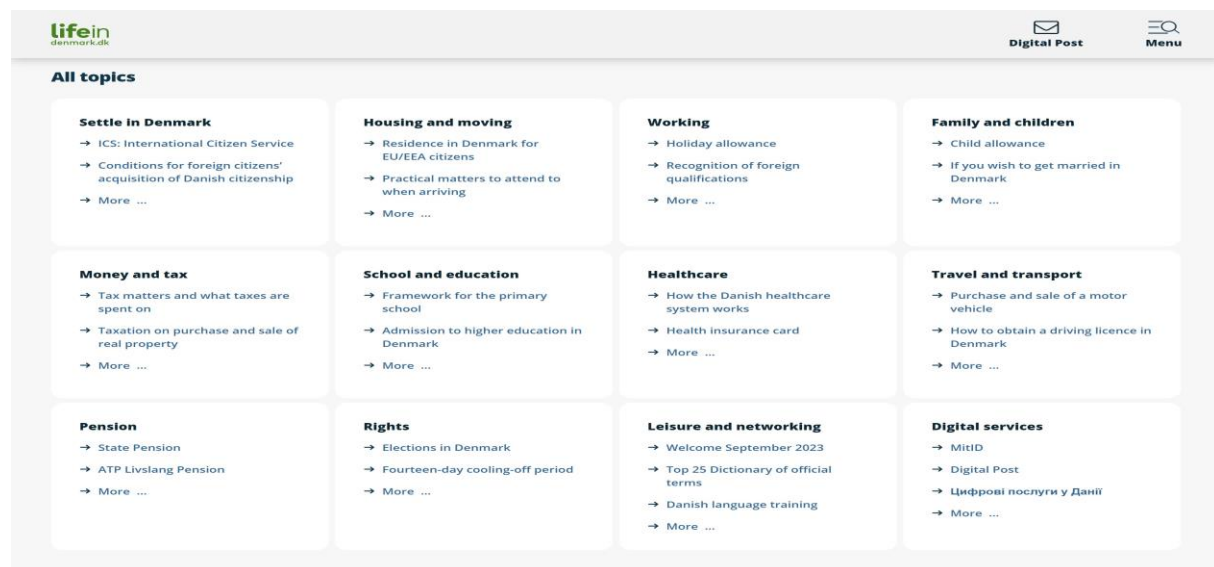 lifein
denmark.dk
Digital Post
Menu
All topics
Settle in Denmark
→ ICS: International Citizen Service
→ Conditions for foreign citizens'
acquisition of Danish citizenship
→ More ...
Housing and moving
→ Residence in Denmark for
EU/EEA citizens
→ Practical matters to attend to
when arriving
→ More ...
Working
→ Holiday allowance
→ Recognition of foreign
qualifications
→ More ...
Family and children
→ Child allowance
→ If you wish to get married in
Denmark
→ More ...
Money and tax
→ Tax matters and what taxes are
spent on
→ Taxation on purchase and sale of
real property
→ More ...
School and education
→ Framework for the primary
school
→ Admission to higher education in
Denmark
→ More ...
Healthcare
→ How the Danish healthcare
system works
→ Health insurance card
→ More ...
Travel and transport
→ Purchase and sale of a motor
vehicle
→ How to obtain a driving licence in
Denmark
→ More ...
Pension
→ State Pension
→ ATP Livslang Pension
→ More ...
Rights
→ Elections in Denmark
→ Fourteen-day cooling-off period
→ More ...
Leisure and networking
→ Welcome September 2023
→ Top 25 Dictionary of official
terms
→ Danish language training
→ More ...
Digital services
→ MitID
→ Digital Post
→ Цифрові послуги у Данії
→ More ...